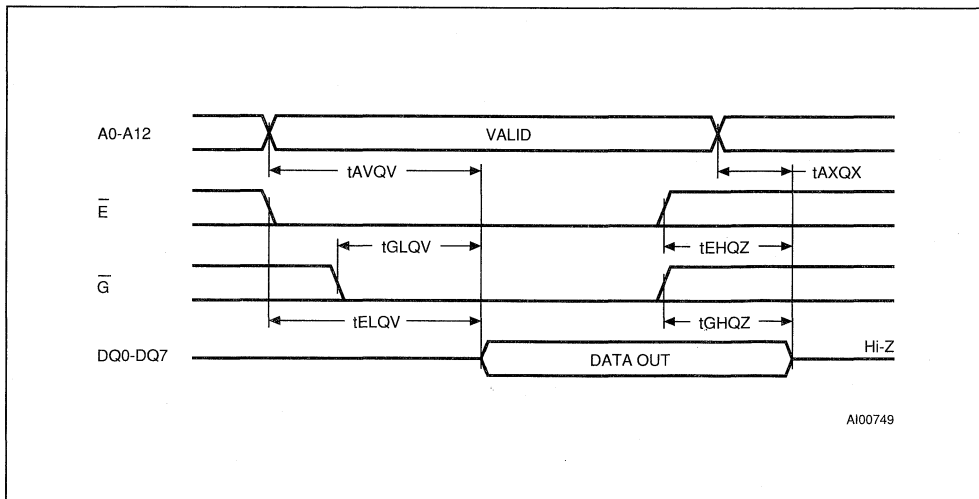 A0-A12
VALID
tAVQV
tAXQX
E
tGLQV
tEHQZ
G
tELQV
tGHQZ
DQ0-DQ7
DATA OUT
Hi-Z
AI00749